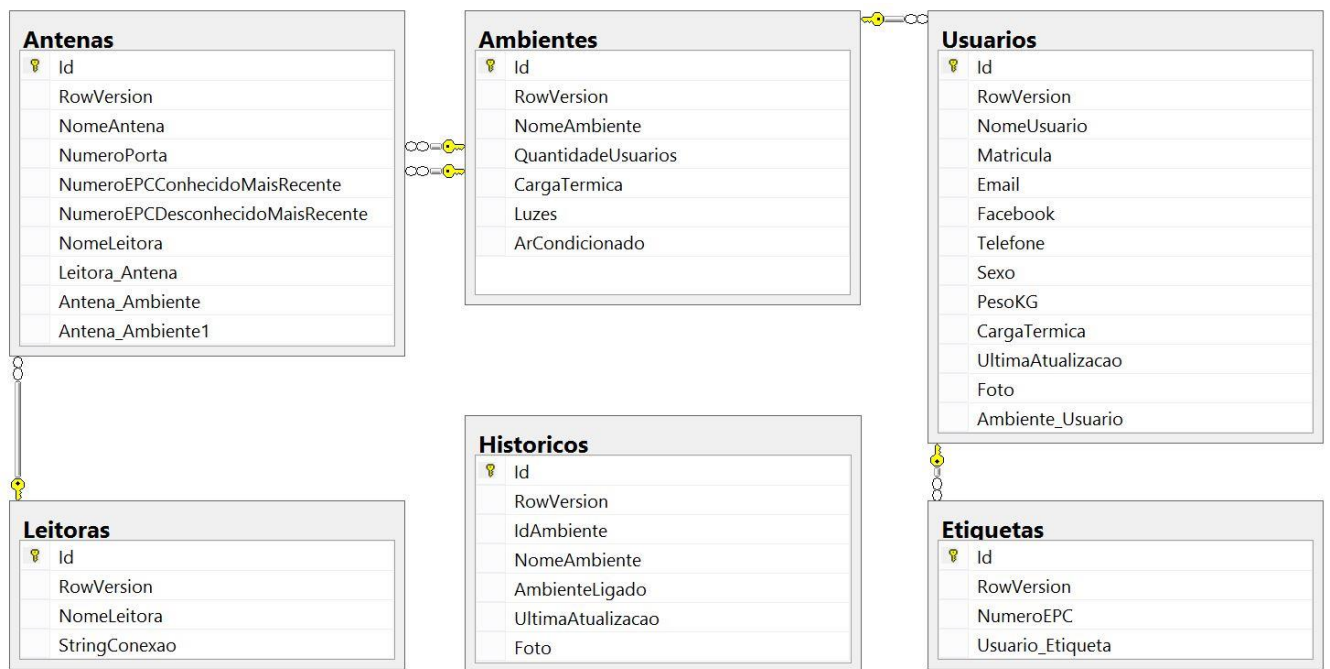 Antenas
Id
RowVersion
NomeAntena
NumeroPorta
NumeroEPCConhecidoMaisRecente
NumeroEPCDesconhecidoMaisRecente
NomeLeitora
Leitora_Antena
Antena_Ambiente
Antena_Ambiente1
Ambientes
Id
RowVersion
NomeAmbiente
QuantidadeUsuarios
CargaTermica
Luzes
ArCondicionado
Usuarios
Id
RowVersion
NomeUsuario
Matricula
Email
Facebook
Telefone
Sexo
PesoKG
CargaTermica
UltimaAtualizacao
Foto
Ambiente_Usuario
Leitoras
Id
RowVersion
NomeLeitora
StringConexao
Historicos
Id
RowVersion
IdAmbiente
NomeAmbiente
AmbienteLigado
UltimaAtualizacao
Foto
Etiquetas
Id
RowVersion
NumeroEPC
Usuario_Etiqueta